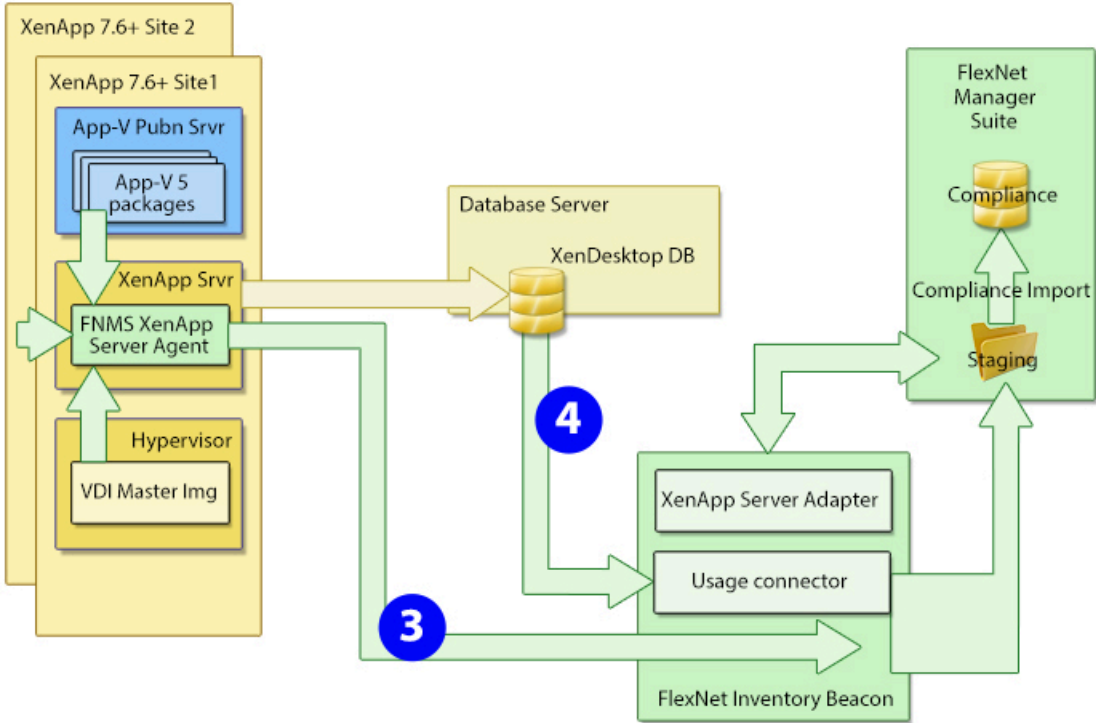 XenApp 7.6+ Site 2
XenApp 7.6+ Site1
App-V Pubn Srvr
App-V 5
packages
XenApp Srvr
FNMS XenApp
Server Agent
Hypervisor
VDI Master Img
Database Server
XenDesktop DB
4
3
FlexNet
Manager
Suite
Compliance
Compliance Import
Staging
XenApp Server Adapter
Usage connector
FlexNet Inventory Beacon